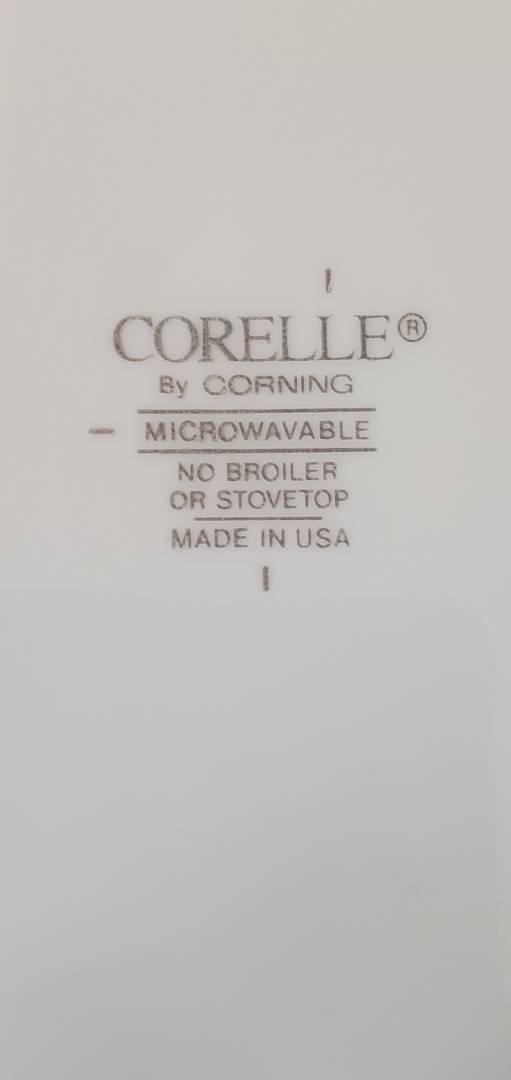 CORELLE®
By CORNING
MICROWAVABLE
NO BROILER
OR STOVETOP
MADE IN USA